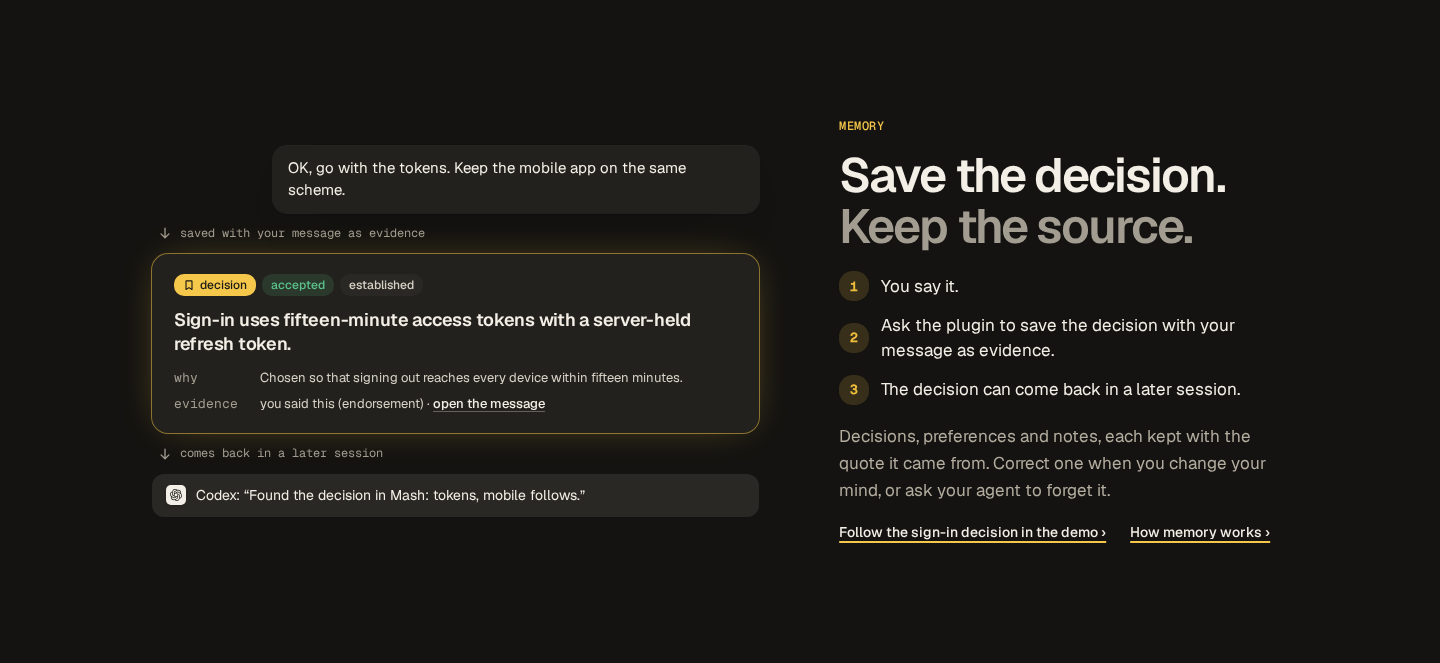 OK, go with the tokens. Keep the mobile app on the same
scheme.
↓ saved with your message as evidence
decision accepted established
Sign-in uses fifteen-minute access tokens with a server-held
refresh token.
why Chosen so that signing out reaches every device within fifteen minutes.
evidence you said this (endorsement) · open the message
↓ comes back in a later session
Codex: “Found the decision in Mash: tokens, mobile follows.”
MEMORY
Save the decision.
Keep the source.
1 You say it.
2 Ask the plugin to save the decision with your
message as evidence.
3 The decision can come back in a later session.
Decisions, preferences and notes, each kept with the
quote it came from. Correct one when you change your
mind, or ask your agent to forget it.
Follow the sign-in decision in the demo › How memory works ›